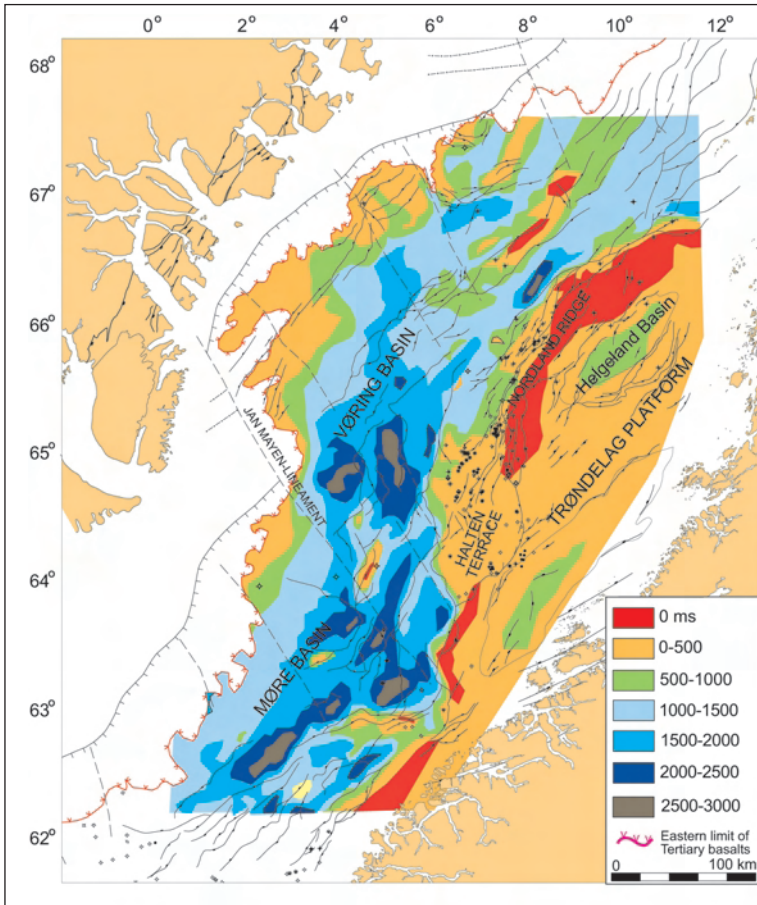 0° 2° 4° 6° 8° 10° 12°
68°
67°
66°
65°
64°
63°
62°
NORDLAND RIDGE
Helgeland Basin
VØRING BASIN
TRØNDELAG PLATFORM
JAN MAYEN-LINEAMENT
HALTEN
TERRACE
MØRE BASIN
0 ms
0-500
500-1000
1000-1500
1500-2000
2000-2500
2500-3000
Eastern limit of
Tertiary basalts
0 100 km